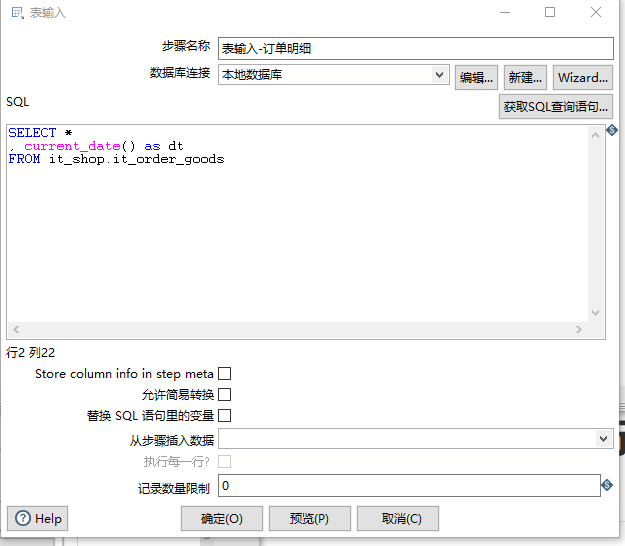 表输入
步骤名称 表输入-订单明细
数据库连接 本地数据库 编辑... 新建... Wizard...
SQL 获取SQL查询语句...
SELECT *
, current_date() as dt
FROM it_shop.it_order_goods
行2 列22
Store column info in step meta
允许简易转换
替换 SQL 语句里的变量
从步骤插入数据
执行每一行?
记录数量限制 0
Help 确定(O) 预览(P) 取消(C)